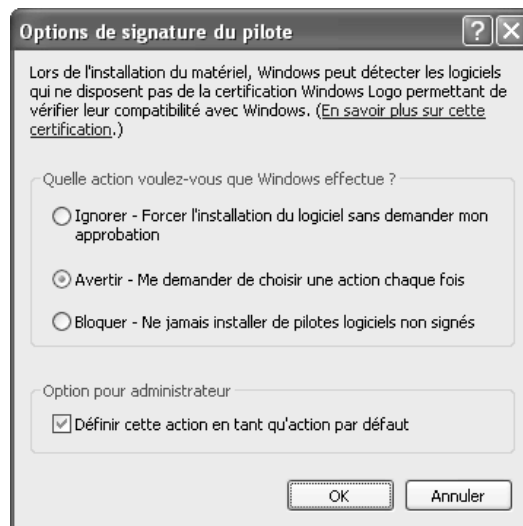 Options de signature du pilote
Lors de l'installation du matériel, Windows peut détecter les logiciels
qui ne disposent pas de la certification Windows Logo permettant de
vérifier leur compatibilité avec Windows. (En savoir plus sur cette
certification.)
Quelle action voulez-vous que Windows effectue ?
Ignorer - Forcer l'installation du logiciel sans demander mon
approbation
Avertir - Me demander de choisir une action chaque fois
Bloquer - Ne jamais installer de pilotes logiciels non signés
Option pour administrateur
Définir cette action en tant qu'action par défaut
OK Annuler